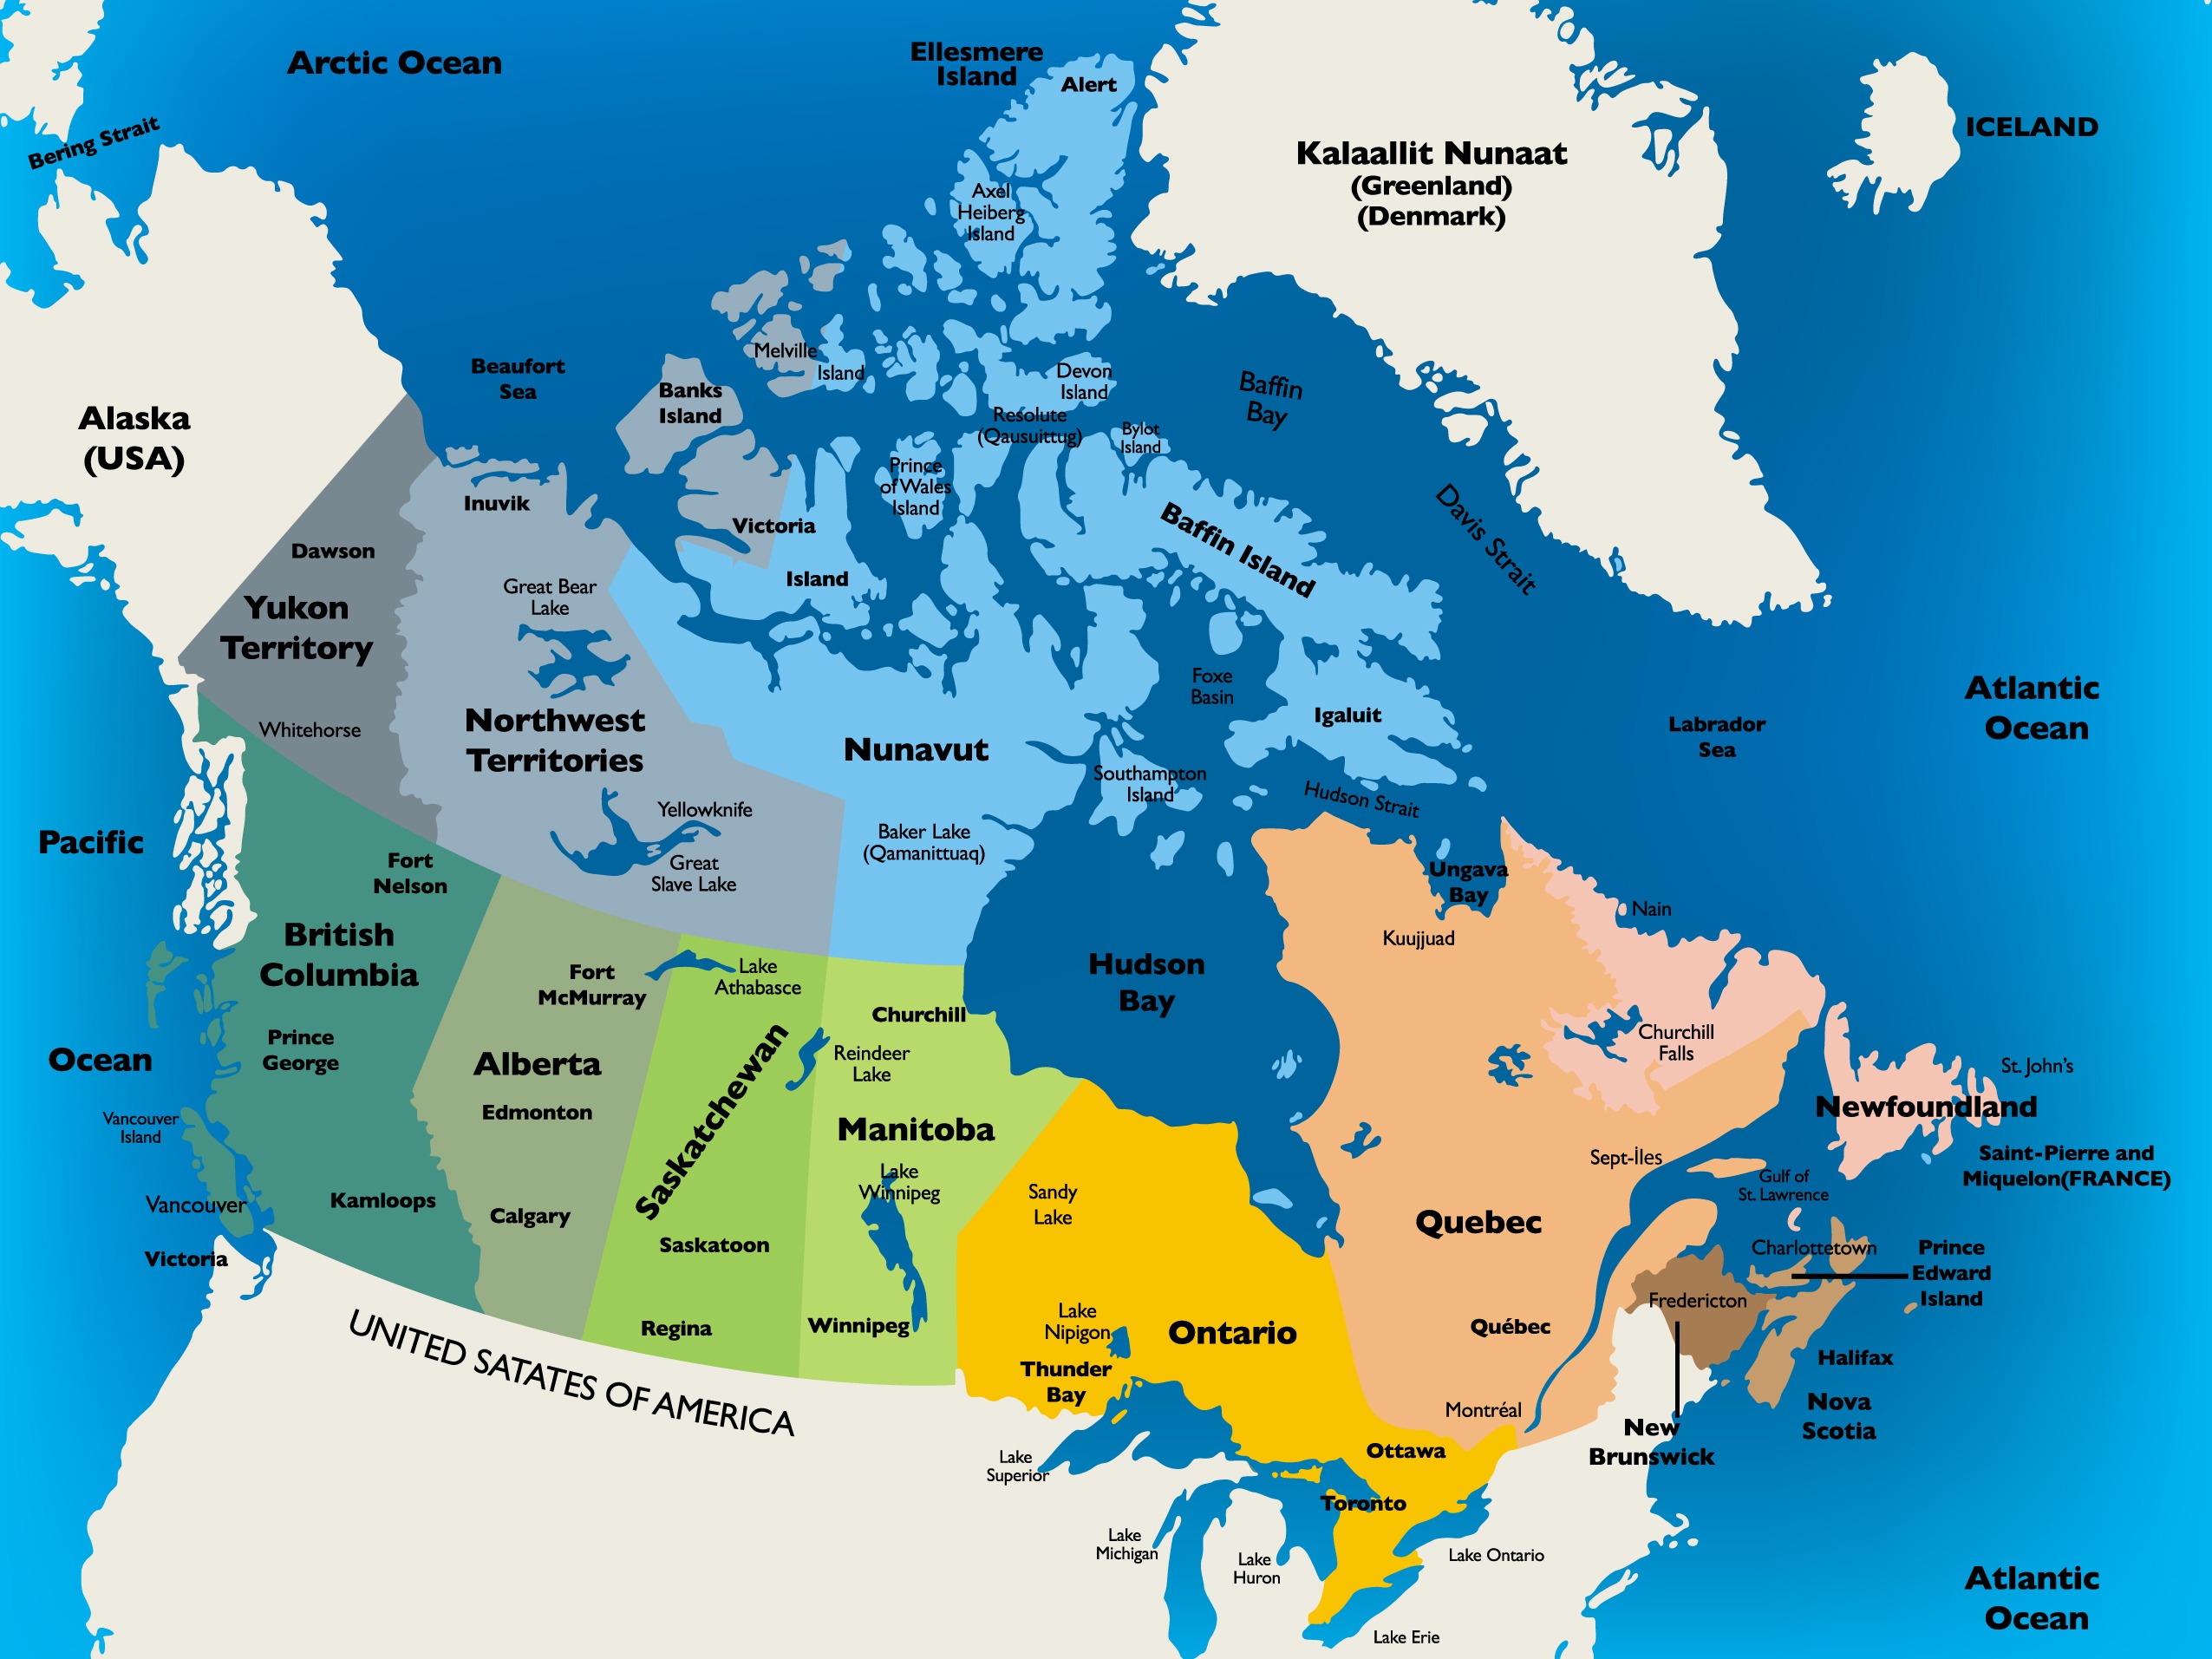 Arctic Ocean
Ellesmere
Island
Alert
Bering Strait
ICELAND
Kalaallit Nunaat
(Greenland)
(Denmark)
Axel
Heiberg
Island
Beaufort
Sea
Melville
Island
Banks
Island
Devon
Island
Baffin
Bay
Resolute
(Qausuittug)
Bylot
Island
Alaska
(USA)
Prince
of Wales
Island
Inuvik
Victoria
Island
Baffin Island
Davis Strait
Dawson
Yukon
Territory
Great Bear
Lake
Foxe
Basin
Igaluit
Labrador
Sea
Atlantic
Ocean
Whitehorse
Northwest
Territories
Nunavut
Southampton
Island
Hudson Strait
Yellowknife
Great
Slave Lake
Baker Lake
(Qamanittuaq)
Pacific
Ocean
Fort
Nelson
Ungava
Bay
Nain
Kuujjuad
British
Columbia
Fort
McMurray
Lake
Athabasce
Hudson
Bay
Churchill
Prince
George
Alberta
Saskatchewan
Reindeer
Lake
Churchill
Falls
St. John's
Edmonton
Vancouver
Island
Manitoba
Newfoundland
Saint-Pierre and
Miquelon(FRANCE)
Sept-İles
Gulf of
St. Lawrence
Lake
Winnipeg
Sandy
Lake
Vancouver
Kamloops
Calgary
Quebec
Victoria
Saskatoon
Charlottetown
Prince
Edward
Island
Fredericton
Regina
Winnipeg
Lake
Nipigon
Ontario
Québec
Thunder
Bay
Halifax
Nova
Scotia
UNITED SATATES OF AMERICA
Montréal
New
Brunswick
Ottawa
Lake
Superior
Toronto
Lake
Michigan
Lake
Huron
Lake Ontario
Lake Erie
Atlantic
Ocean